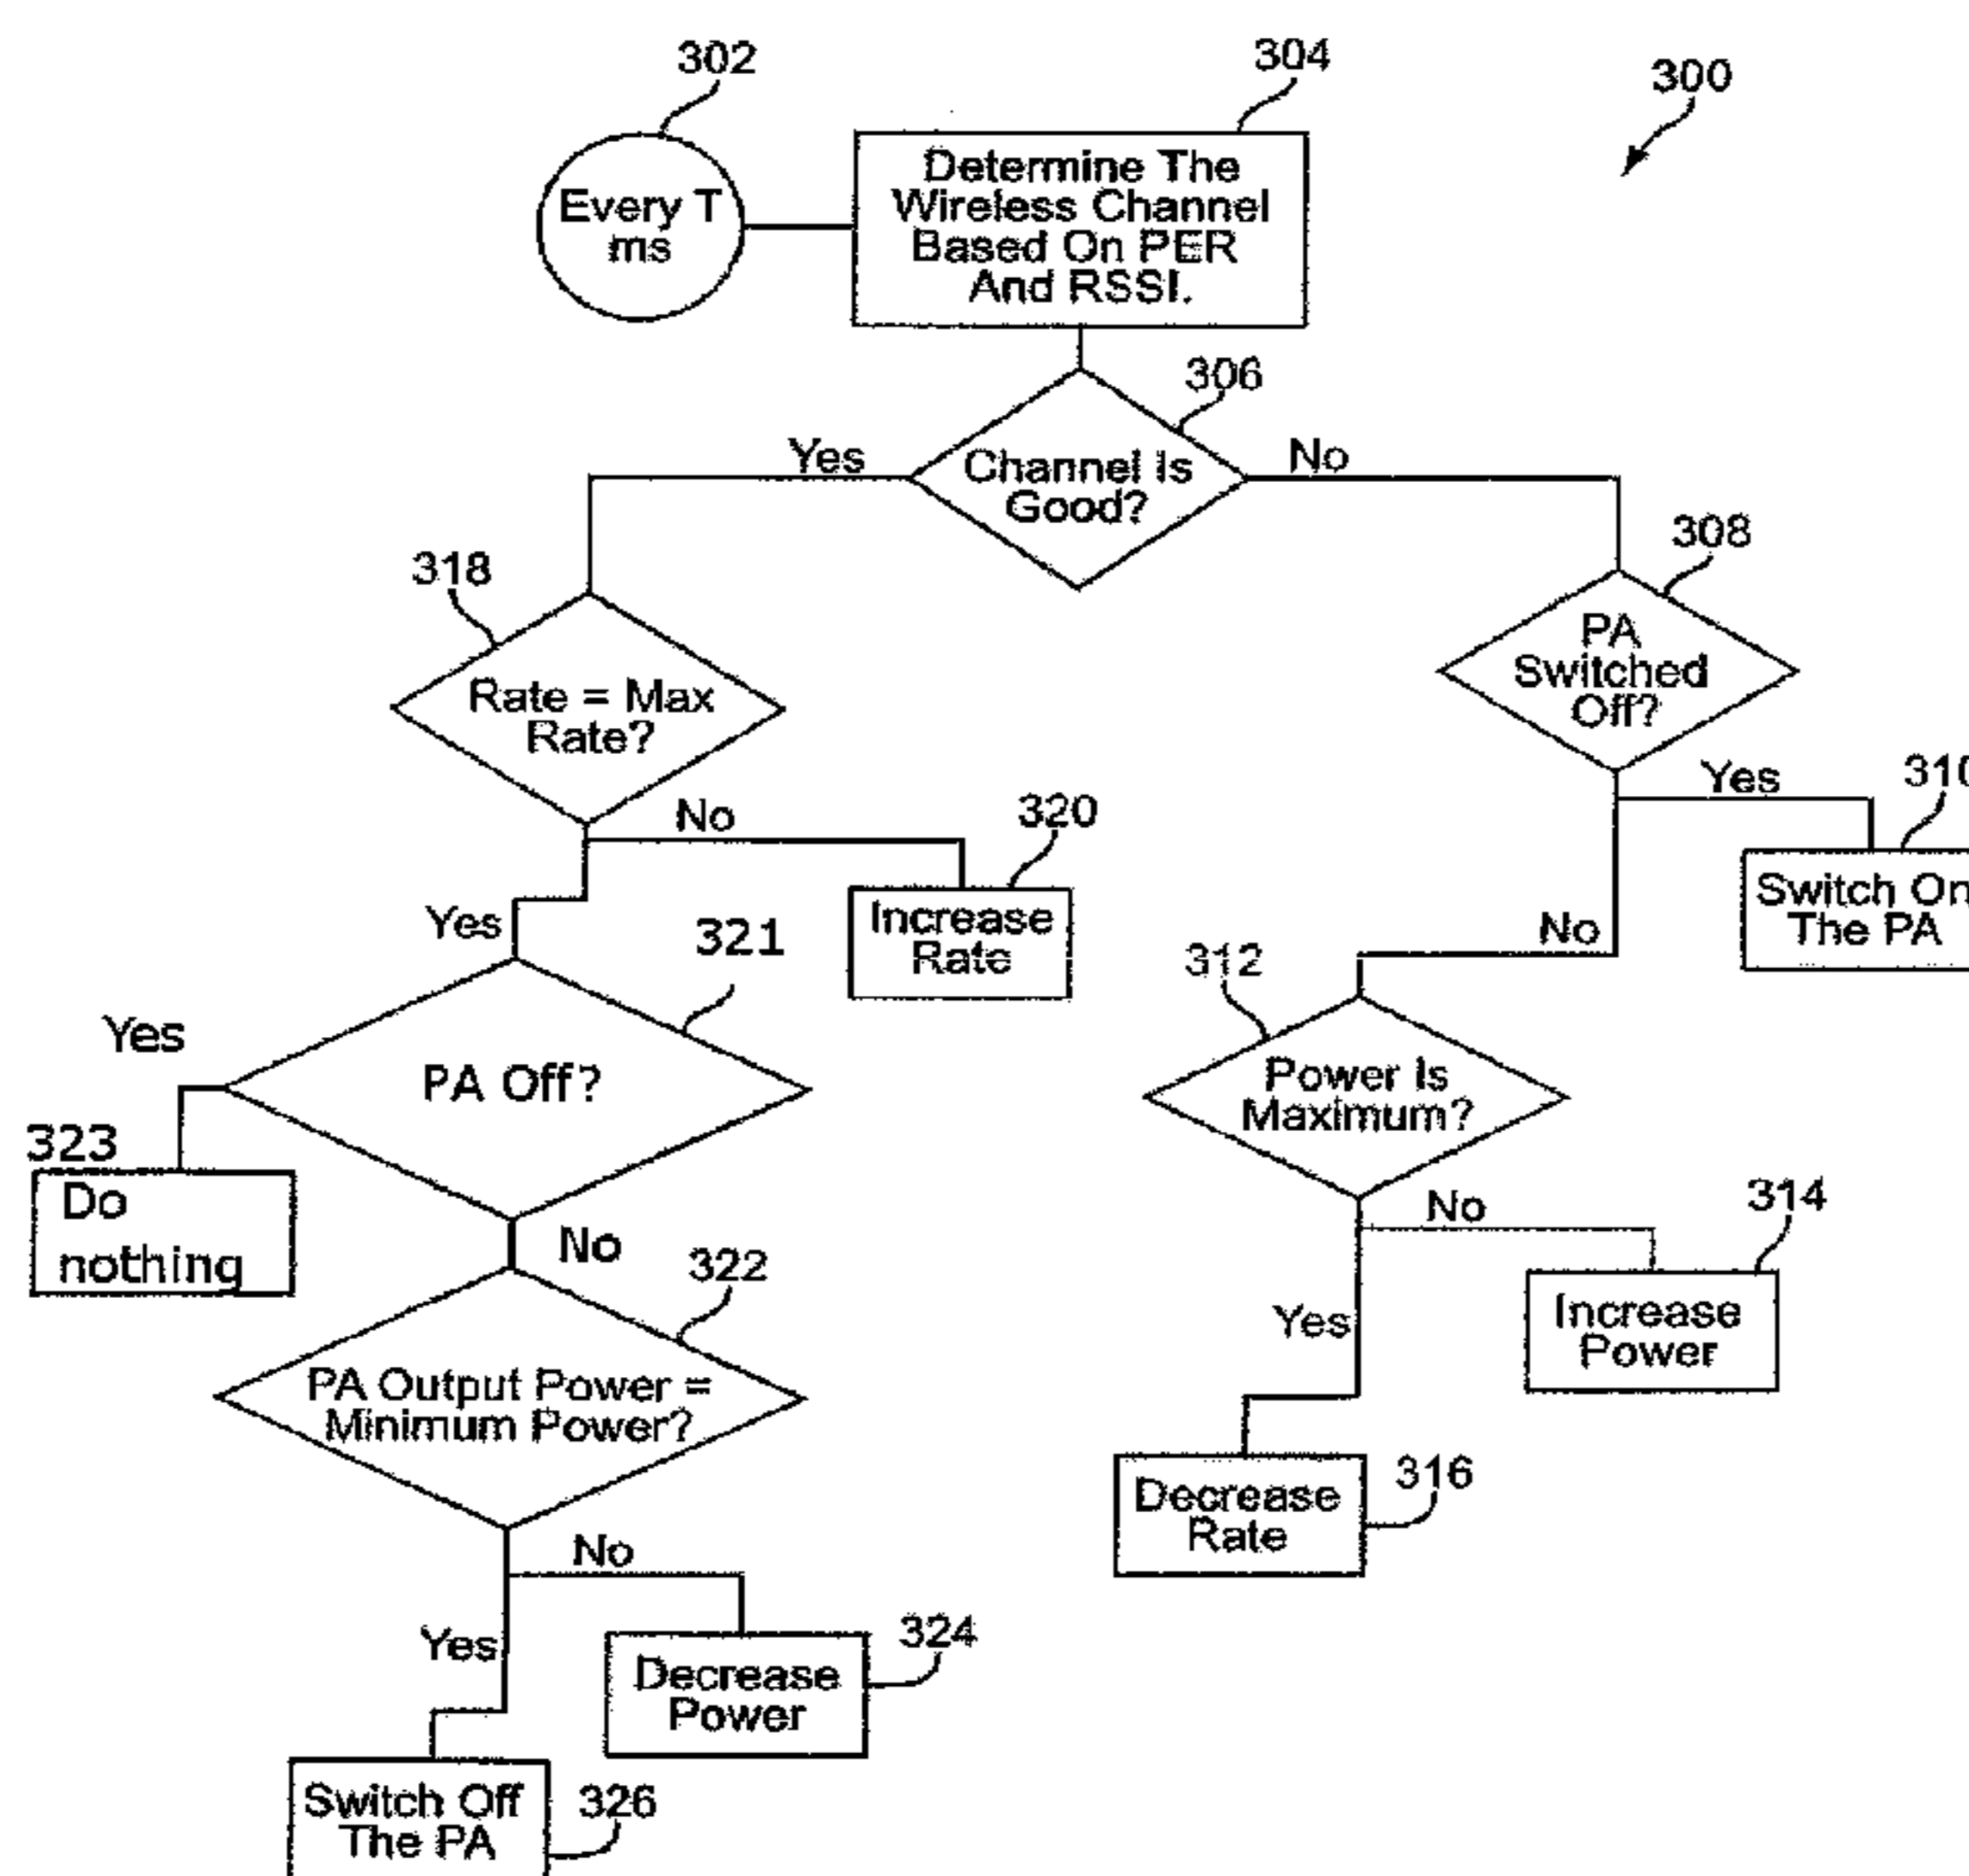 302
304
300
Every T
ms
Determine The
Wireless Channel
Based On PER
And RSSI.
306
Yes
Channel Is
Good?
No
308
318
PA
Switched
Off?
Rate = Max
Rate?
Yes
310
No
320
Increase
Rate
Switch On
The PA
Yes
321
No
312
Yes
PA Off?
Power Is
Maximum?
323
Do
nothing
No
322
No
314
Yes
Increase
Power
PA Output Power =
Minimum Power?
Decrease
Rate
316
No
Yes
Decrease
Power
324
Switch Off
The PA
326